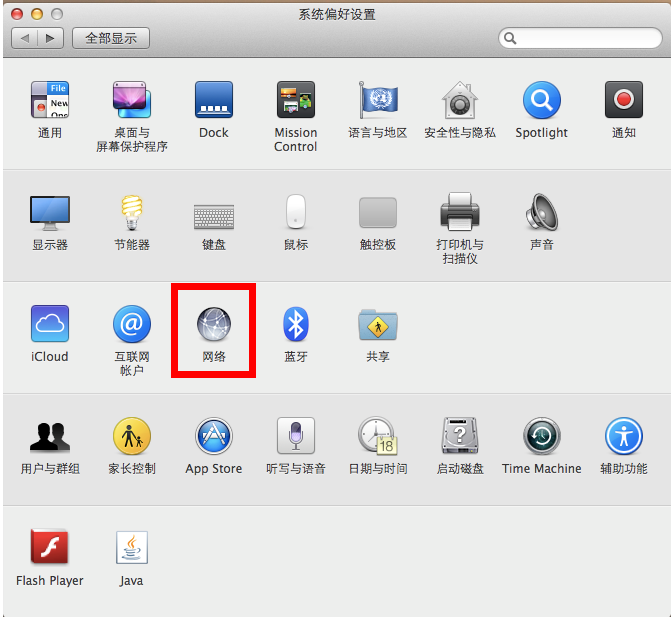 系统偏好设置
全部显示
File
New
通用
桌面与
屏幕保护程序
Dock
Mission
Control
语言与地区
安全性与隐私
Spotlight
通知
显示器
节能器
键盘
鼠标
触控板
打印机与
扫描仪
声音
iCloud
@
互联网
帐户
网络
蓝牙
共享
用户与群组
家长控制
App Store
听写与语音
18
日期与时间
?
启动磁盘
Time Machine
辅助功能
Flash Player
Java